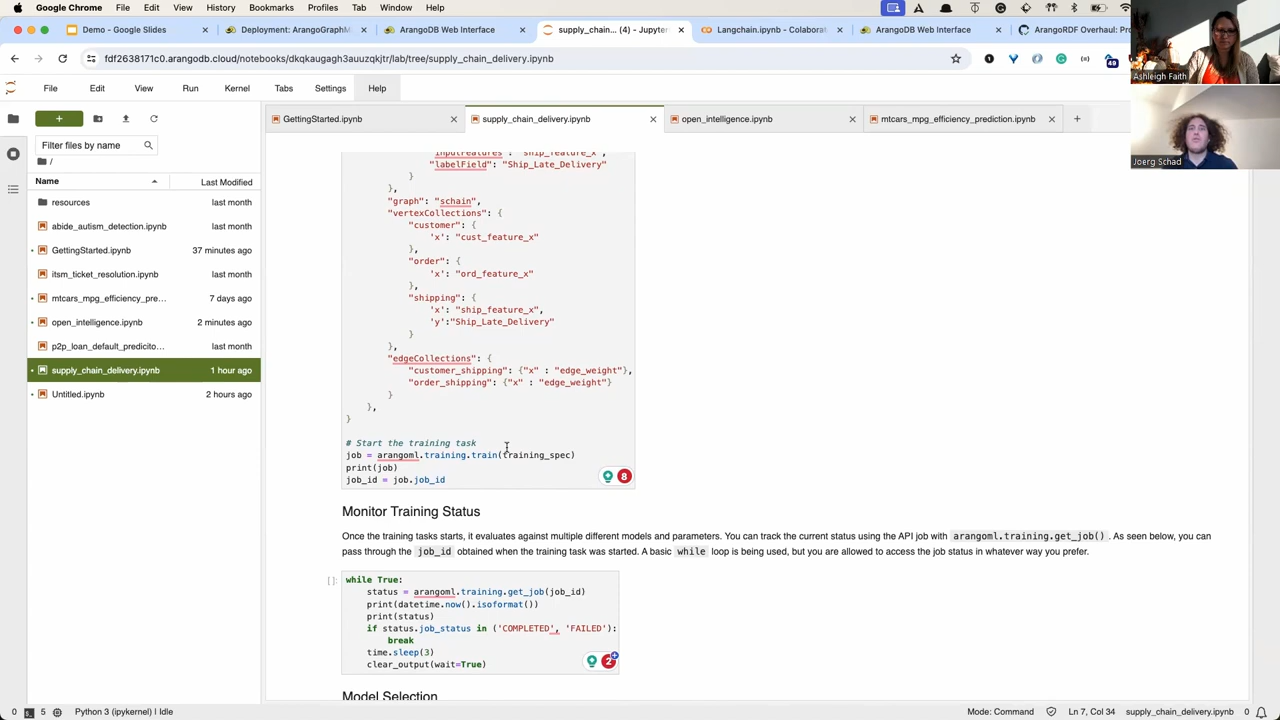 Google Chrome File Edit View History Bookmarks Profiles Tab Window Help
Demo - Google Slides
Deployment: ArangoGraphM
ArangoDB Web Interface
supply_chain... (4) - Jupyter
Langchain.ipynb - Colaborat
ArangoDB Web Interface
ArangoRDF Overhaul: Pro
fdf2638171c0.arangodb.cloud/notebooks/dkqkaugagh3auuzkjqtr/lab/tree/supply_chain_delivery.ipynb
49
Ashleigh Faith
Joerg Schad
File Edit View Run Kernel Tabs Settings Help
Filter files by name
/
Name Last Modified
resources last month
abide_autism_detection.ipynb last month
GettingStarted.ipynb 37 minutes ago
itsm_ticket_resolution.ipynb last month
mtcars_mpg_efficiency_pre... 7 days ago
open_intelligence.ipynb 2 minutes ago
p2p_loan_default_predicito... last month
supply_chain_delivery.ipynb 1 hour ago
Untitled.ipynb 2 hours ago
GettingStarted.ipynb
supply_chain_delivery.ipynb
open_intelligence.ipynb
mtcars_mpg_efficiency_prediction.ipynb
"inputFeatures": "ship_feature_x",
"labelField": "Ship_Late_Delivery"
}
},
"graph": "schain",
"vertexCollections": {
"customer": {
'x': "cust_feature_x"
},
"order": {
'x': "ord_feature_x"
},
"shipping": {
'x': "ship_feature_x",
'y':"Ship_Late_Delivery"
}
},
"edgeCollections": {
"customer_shipping": {"x" : "edge_weight"},
"order_shipping": {"x" : "edge_weight"}
}
},
}
# Start the training task
job = arangoml.training.train(training_spec)
print(job)
job_id = job.job_id
8
Monitor Training Status
Once the training tasks starts, it evaluates against multiple different models and parameters. You can track the current status using the API job with arangoml.training.get_job() . As seen below, you can
pass through the job_id obtained when the training task was started. A basic while loop is being used, but you are allowed to access the job status in whatever way you prefer.
[ ]:
while True:
status = arangoml.training.get_job(job_id)
print(datetime.now().isoformat())
print(status)
if status.job_status in ('COMPLETED', 'FAILED'):
break
time.sleep(3)
clear_output(wait=True)
2
Model Selection
0 5 Python 3 (ipykernel) | Idle
Mode: Command Ln 7, Col 34 supply_chain_delivery.ipynb 0